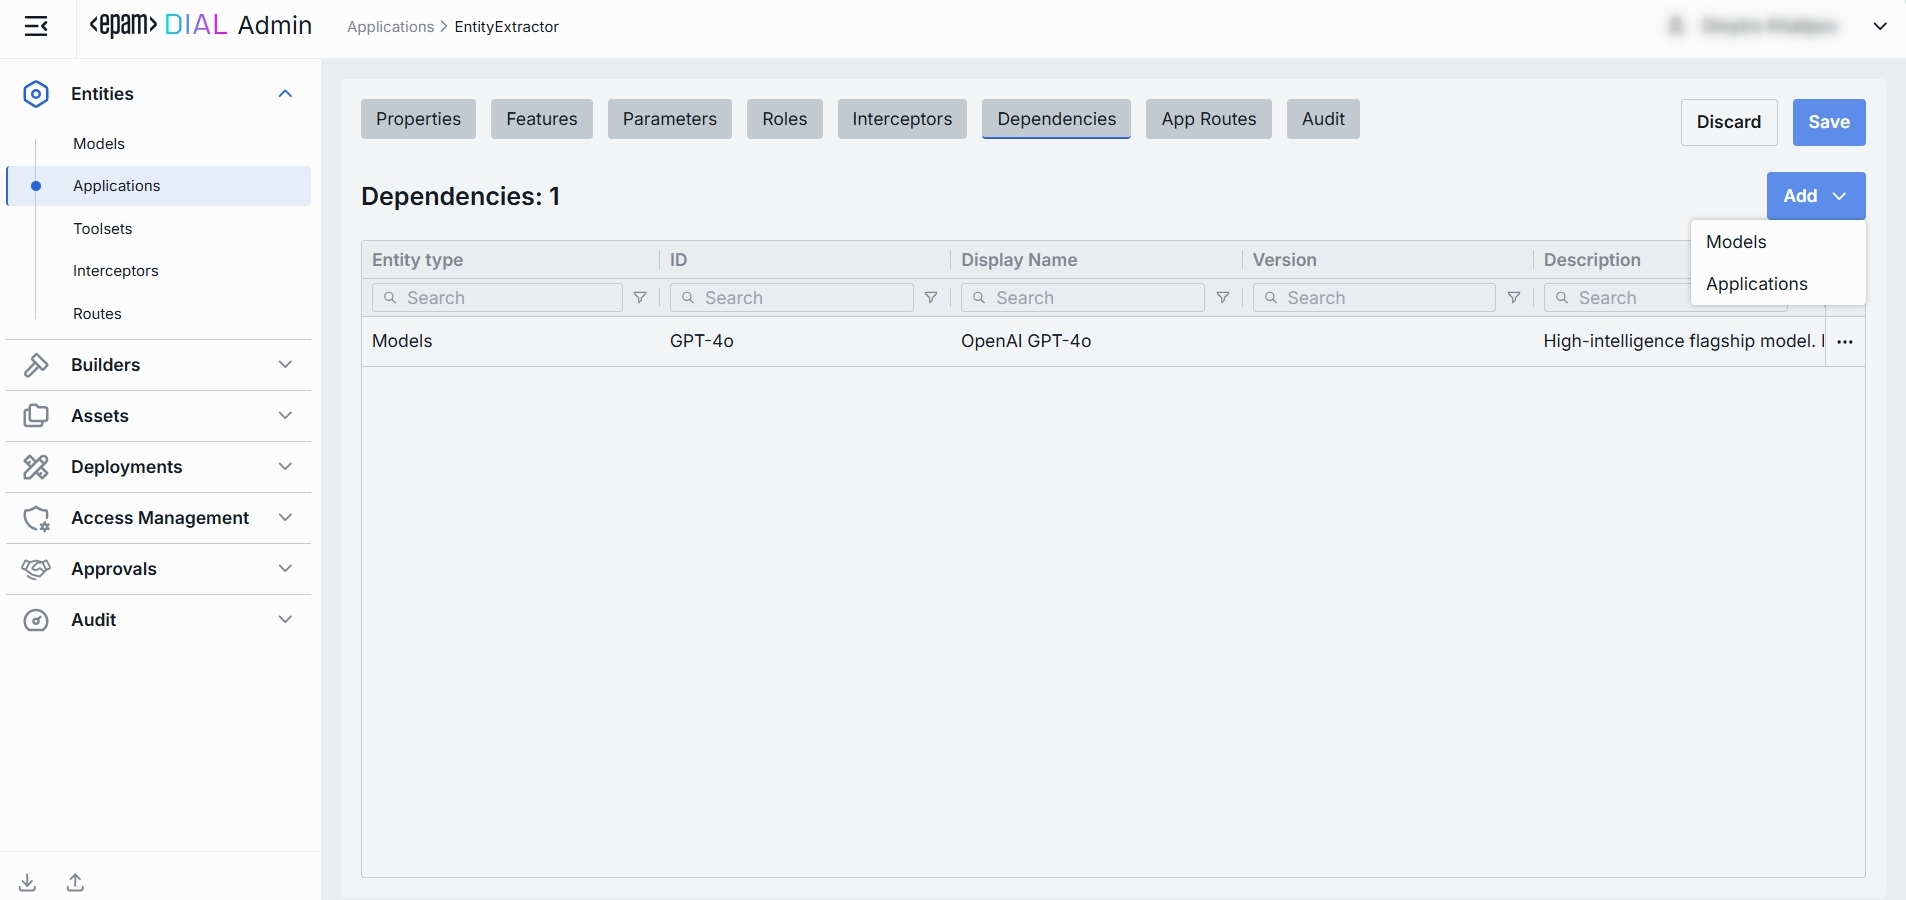 <epam> DIAL Admin
Applications > EntityExtractor
Entities
Models
Applications
Toolsets
Interceptors
Routes
Builders
Assets
Deployments
Access Management
Approvals
Audit
Properties Features Parameters Roles Interceptors Dependencies App Routes Audit
Discard Save
Dependencies: 1
Add
Models
Applications
Entity type ID Display Name Version Description
Search Search Search Search Search
Models GPT-4o OpenAI GPT-4o High-intelligence flagship model.